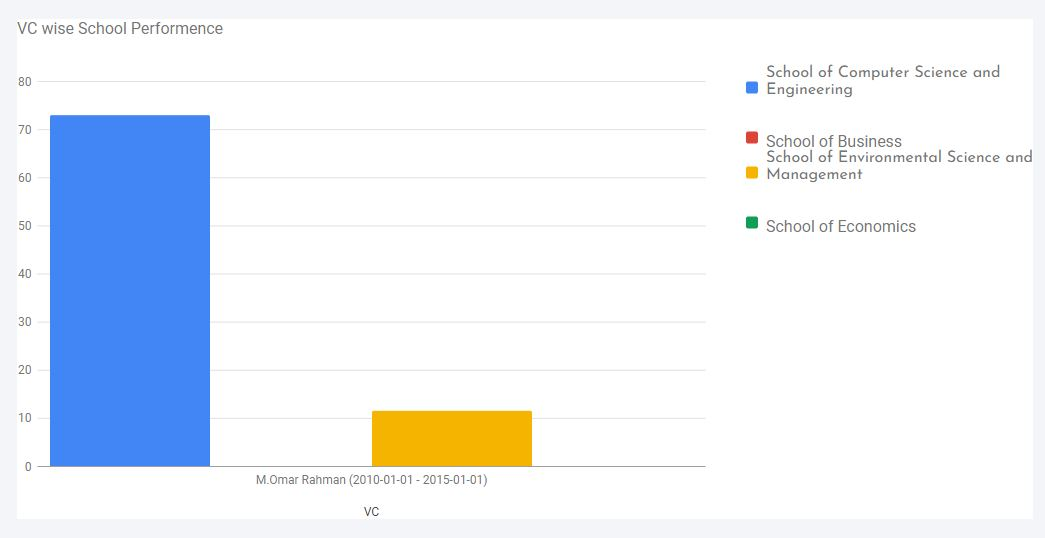 VC wise School Performence
80
70
60
50
40
30
20
10
0
M.Omar Rahman (2010-01-01 - 2015-01-01)
VC
School of Computer Science and
Engineering
School of Business
School of Environmental Science and
Management
School of Economics